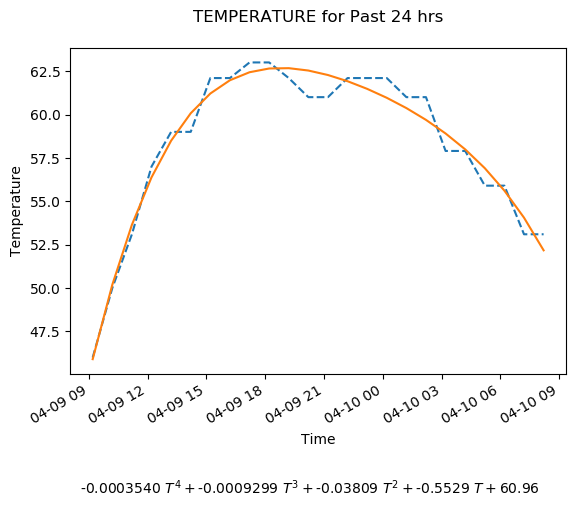 TEMPERATURE for Past 24 hrs
62.5
60.0
57.5
55.0
52.5
50.0
47.5
Temperature
04-09 09 04-09 12 04-09 15 04-09 18 04-09 21 04-10 00 04-10 03 04-10 06 04-10 09
Time
-0.0003540 T⁴ + -0.0009299 T³ + -0.03809 T² + -0.5529 T + 60.96